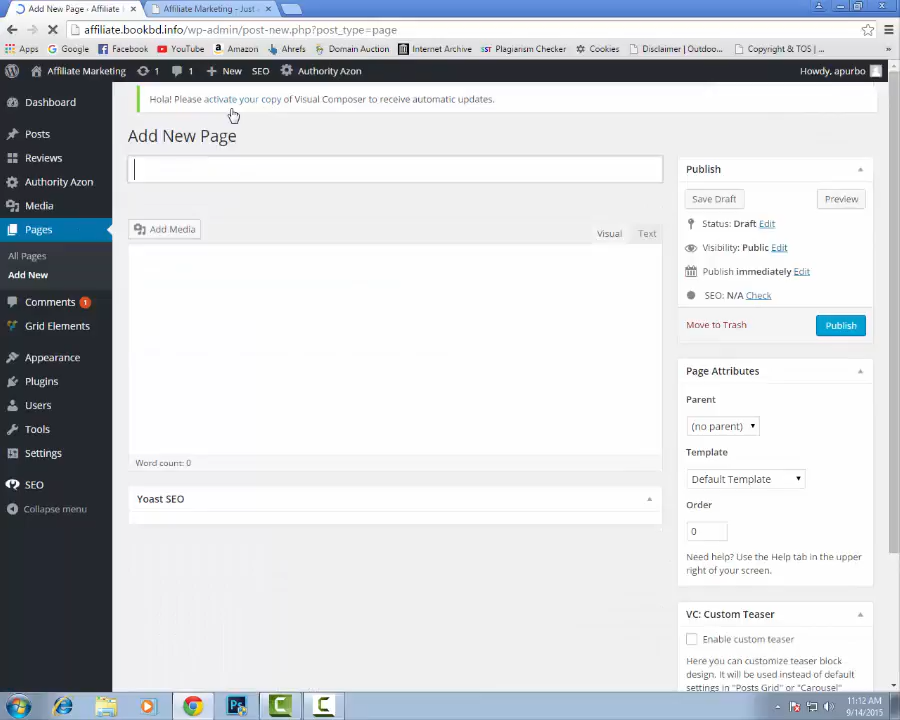 Add New Page ‹ Affiliate
Affiliate Marketing - Just a
affiliate.bookbd.info/wp-admin/post-new.php?post_type=page
Apps Google Facebook YouTube Amazon Ahrefs Domain Auction Internet Archive Plagiarism Checker Cookies Disclaimer | Outdoo... Copyright & TOS | ...
Affiliate Marketing 1 1 New SEO Authority Azon Howdy, apurbo
Hola! Please activate your copy of Visual Composer to receive automatic updates.
Add New Page
Dashboard
Posts
Reviews
Authority Azon
Media
Pages
All Pages
Add New
Comments 1
Grid Elements
Appearance
Plugins
Users
Tools
Settings
SEO
Collapse menu
Add Media
Visual Text
Word count: 0
Yoast SEO
Publish
Save Draft Preview
Status: Draft Edit
Visibility: Public Edit
Publish immediately Edit
SEO: N/A Check
Move to Trash Publish
Page Attributes
Parent
(no parent)
Template
Default Template
Order
0
Need help? Use the Help tab in the upper
right of your screen.
VC: Custom Teaser
Enable custom teaser
Here you can customize teaser block
design. It will be used instead of default
settings in "Posts Grid" or "Carousel"
11:12 AM
9/14/2015